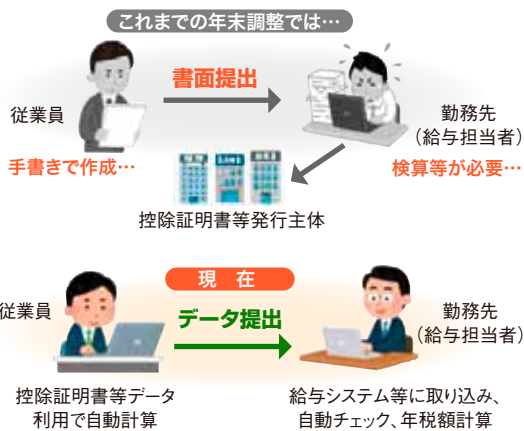 これまでの年末調整では…
書面提出
従業員
勤務先
（給与担当者）
手書きで作成…
検算等が必要…
控除証明書等発行主体
現 在
従業員
データ提出
勤務先
（給与担当者）
控除証明書等データ
利用で自動計算
給与システム等に取り込み、
自動チェック、年税額計算